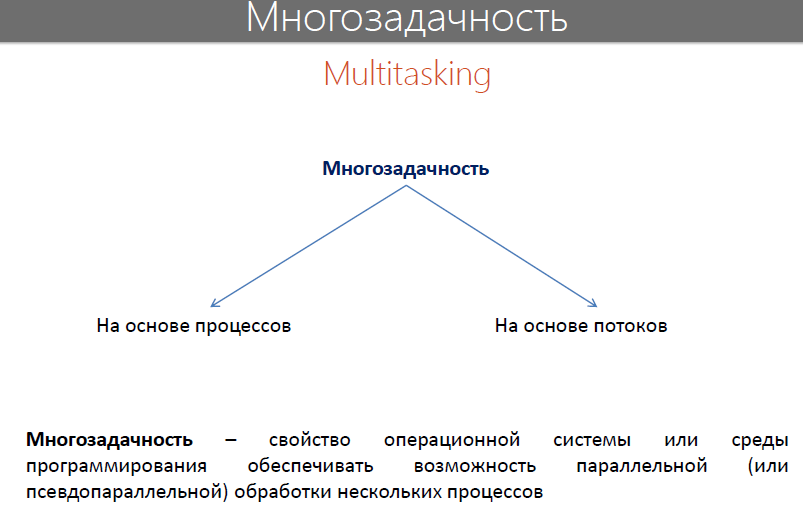 Многозадачность
Multitasking
Многозадачность
На основе процессов
На основе потоков
Многозадачность – свойство операционной системы или среды
программирования обеспечивать возможность параллельной (или
псевдопараллельной) обработки нескольких процессов